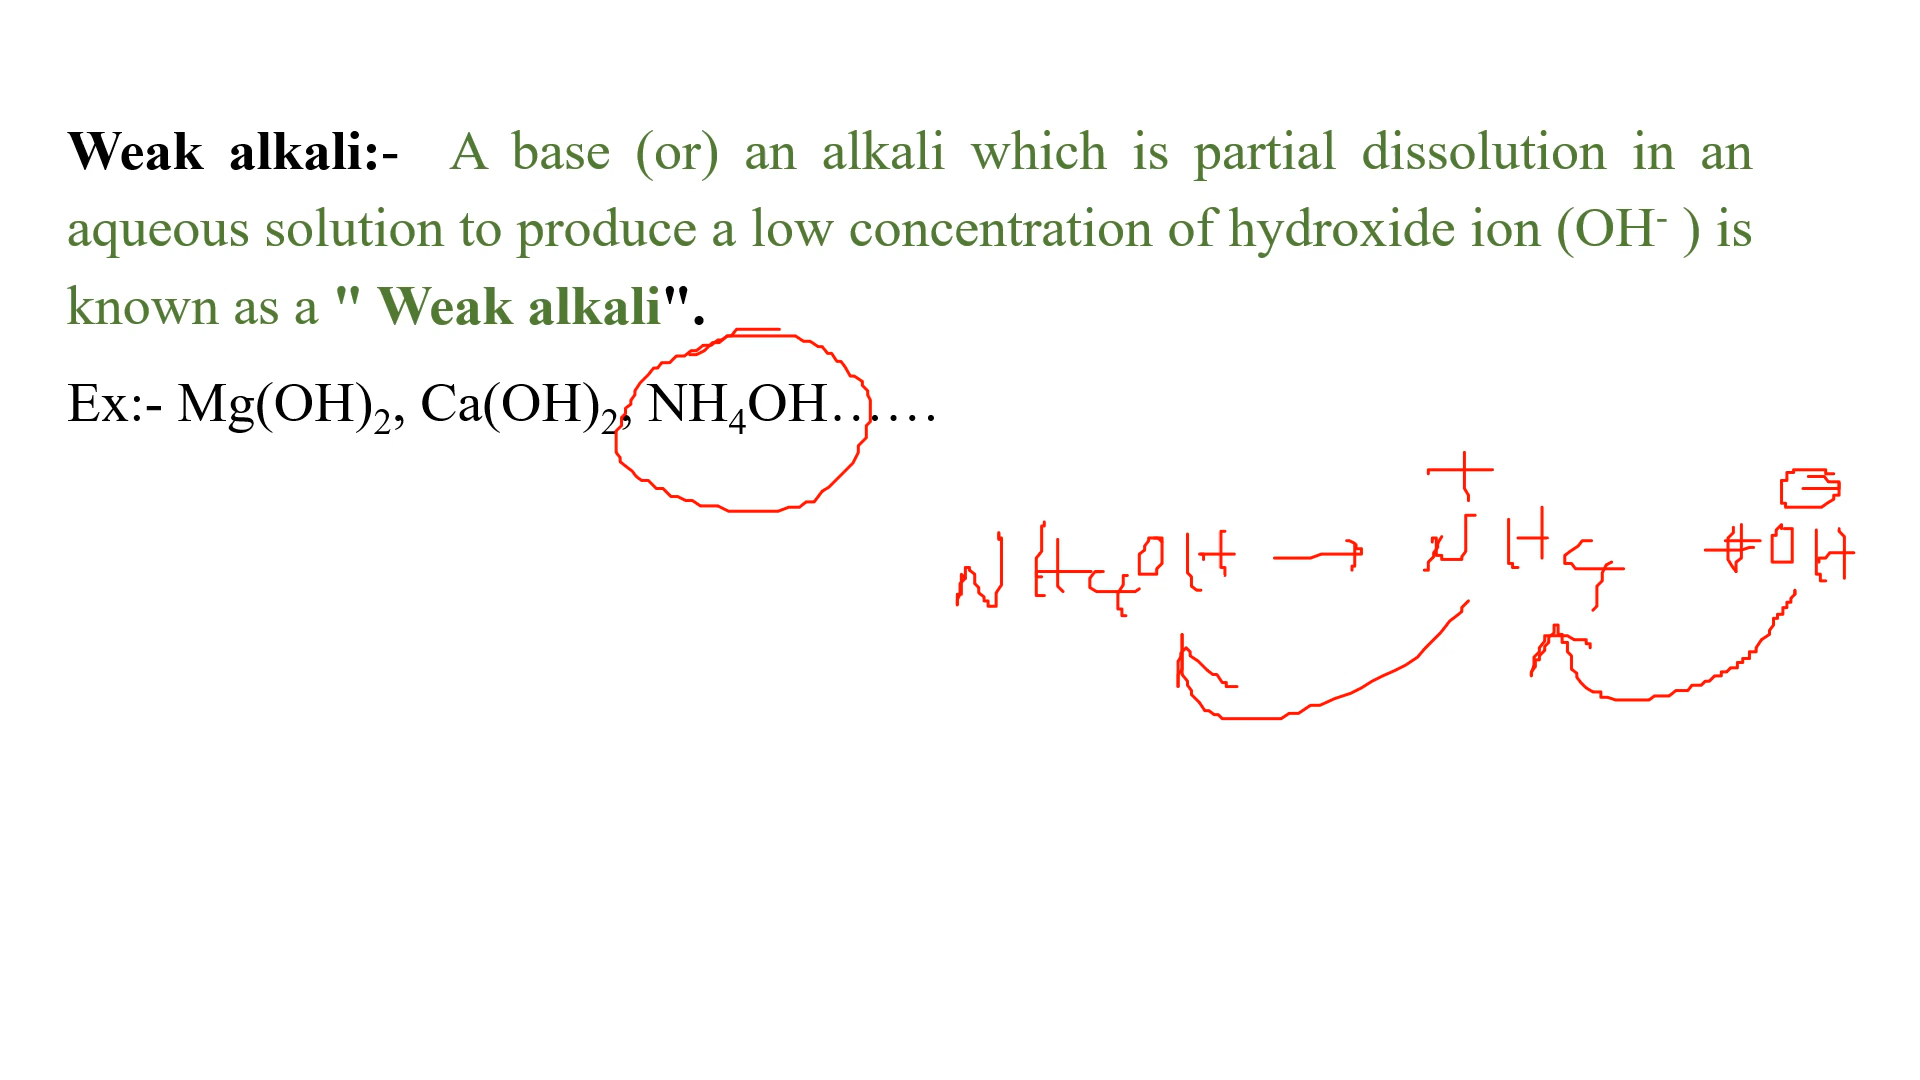 Weak alkali:- A base (or) an alkali which is partial dissolution in an
aqueous solution to produce a low concentration of hydroxide ion (OH⁻ ) is
known as a " Weak alkali".
Ex:- Mg(OH)₂, Ca(OH)₂, NH₄OH......
NH₄OH → N⁺H₄ + OH⁻